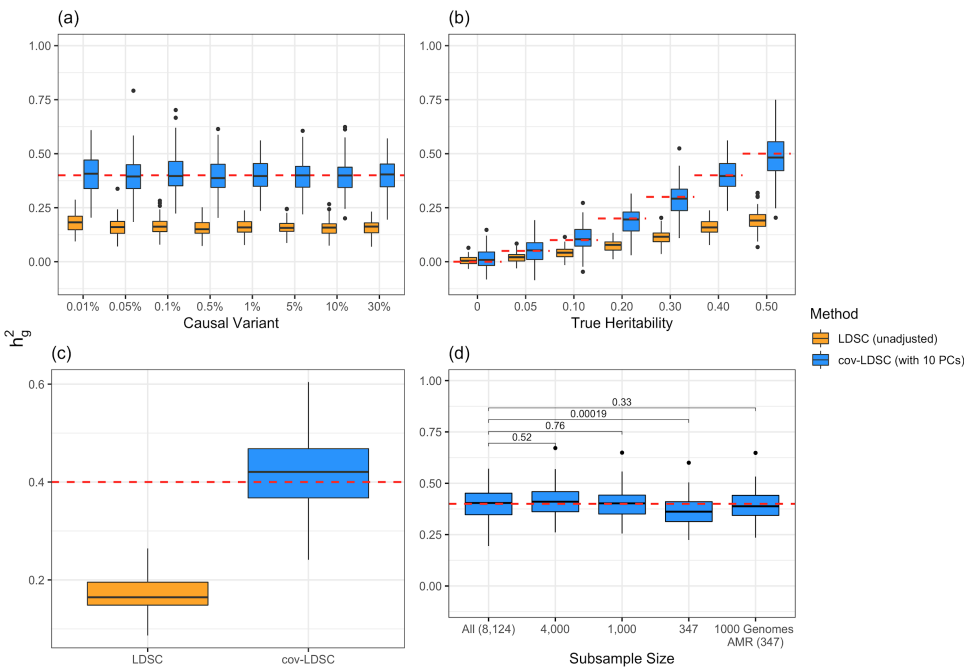 (a)
1.00
0.75
0.50
0.25
0.00
0.01% 0.05% 0.1% 0.5% 1% 5% 10% 30%
Causal Variant
(b)
1.00
0.75
0.50
0.25
0.00
0 0.05 0.10 0.20 0.30 0.40 0.50
True Heritability
h²g
(c)
0.6
0.4
0.2
LDSC cov-LDSC
(d)
1.00
0.75
0.50
0.25
0.00
0.33
0.00019
0.76
0.52
All (8,124) 4,000 1,000 347 1000 Genomes
AMR (347)
Subsample Size
Method
LDSC (unadjusted)
cov-LDSC (with 10 PCs)